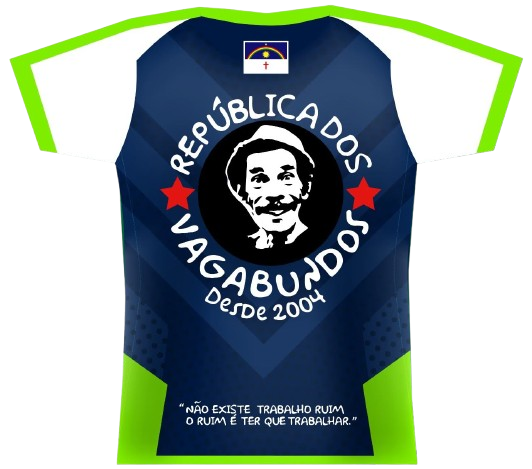 REPÚBLICA DOS
VAGABUNDOS
DESDE 2004
“NÃO EXISTE TRABALHO RUIM
O RUIM É TER QUE TRABALHAR.”